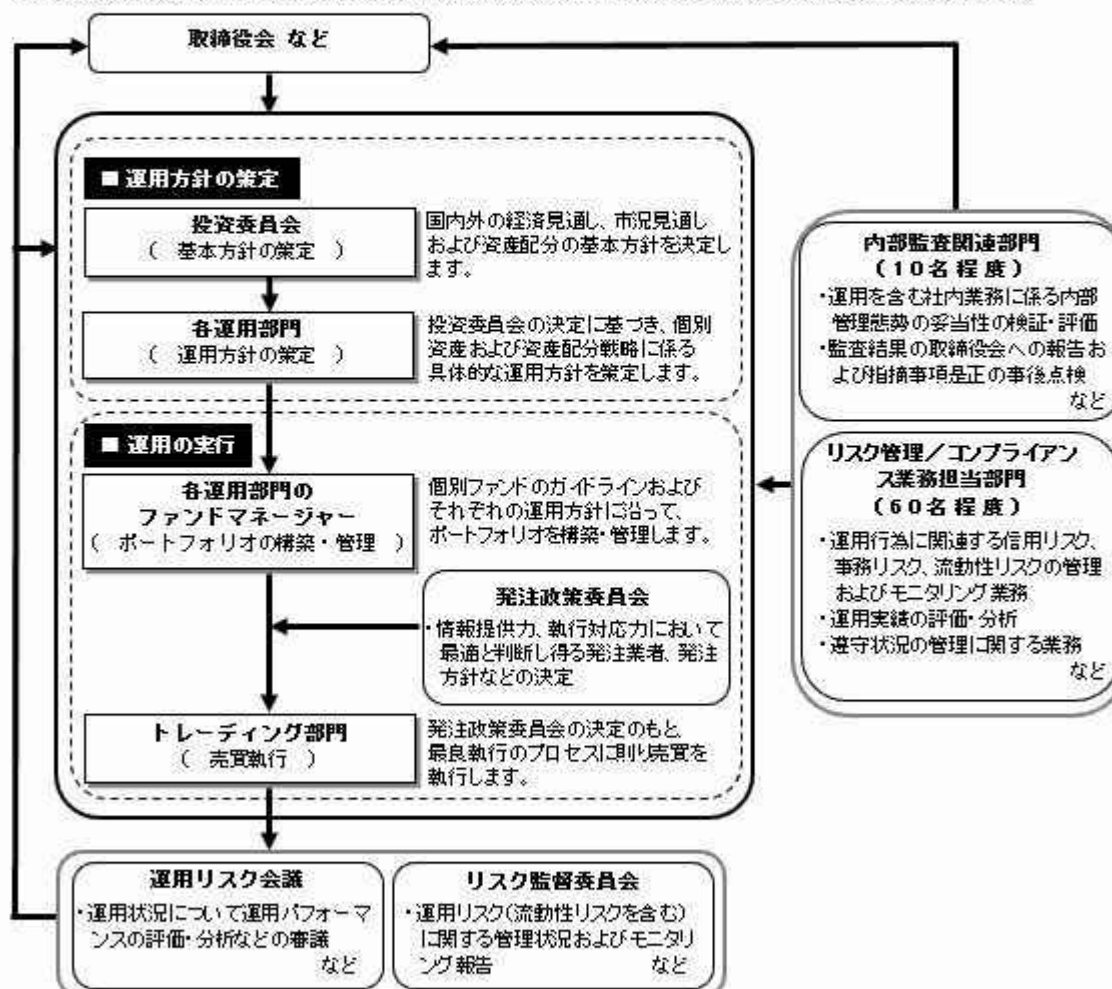 取締役会 など
■ 運用方針の策定
投資委員会
( 基本方針の策定 )
国内外の経済見通し、市況見通し
および資産配分の基本方針を決定し
ます。
各運用部門
( 運用方針の策定 )
投資委員会の決定に基づき、個別
資産および資産配分戦略に係る
具体的な運用方針を策定します。
■ 運用の実行
各運用部門の
ファンドマネージャー
( ポートフォリオの構築・管理 )
個別ファンドのガイドラインおよび
それぞれの運用方針に沿って、
ポートフォリオを構築・管理します。
発注政策委員会
・情報提供力、執行対応力において
最適と判断し得る発注業者、発注
方針などの決定
トレーディング部門
( 売買執行 )
発注政策委員会の決定のもと
最良執行のプロセスに則り売買を
執行します。
内部監査関連部門
(10名程度)
・運用を含む社内業務に係る内部
管理態勢の妥当性の検証・評価
・監査結果の取締役会への報告お
よび指摘事項是正の事後点検
など
リスク管理/コンプライアン
ス業務担当部門
(60名程度)
・運用行為に関連する信用リスク、
事務リスク、流動性リスクの管理
およびモニタリング業務
・運用実績の評価・分析
・遵守状況の管理に関する業務
など
運用リスク会議
・運用状況について運用パフォーマ
ンスの評価・分析などの審議
など
リスク監督委員会
・運用リスク(流動性リスクを含む)
に関する管理状況およびモニタリ
ング報告 など